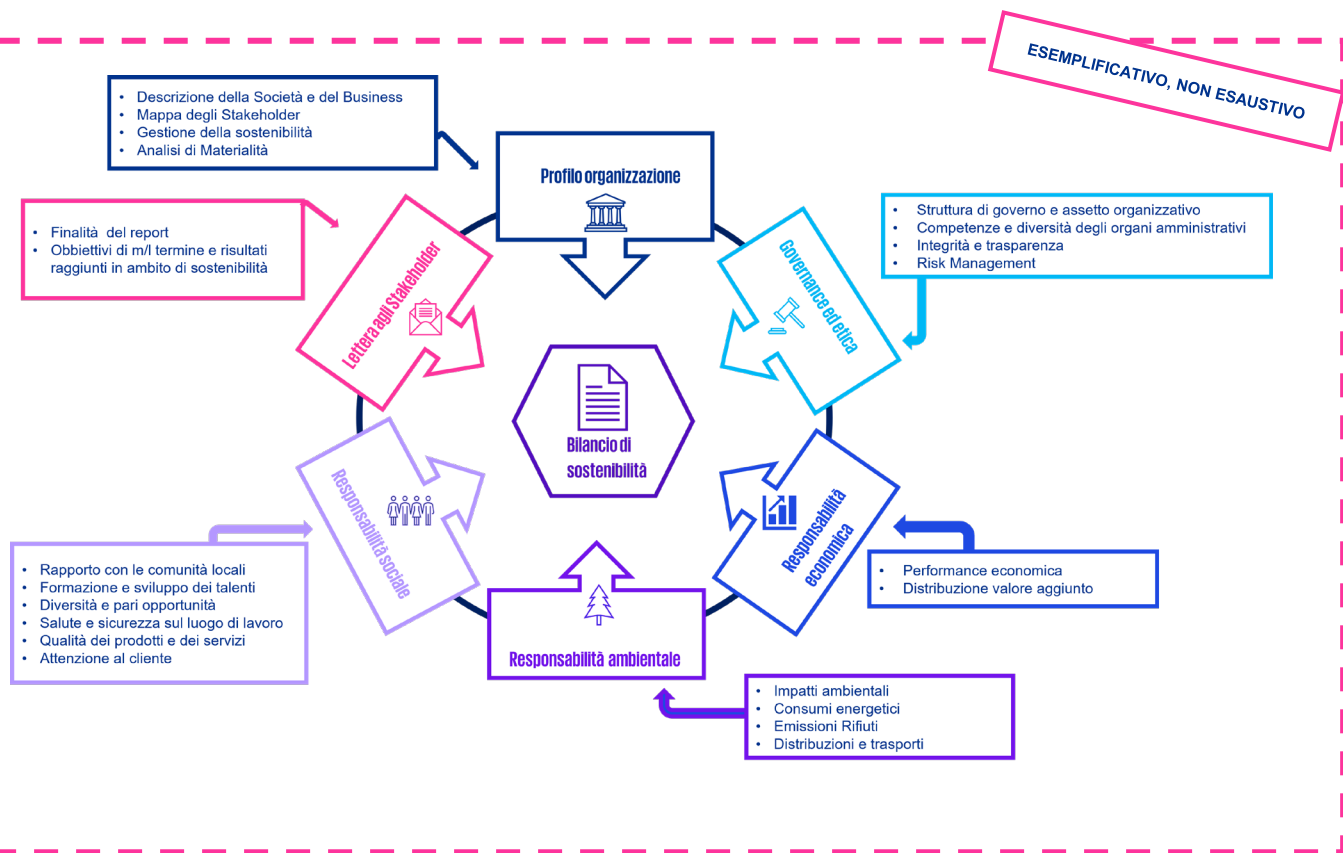 ESEMPLIFICATIVO, NON ESAUSTIVO
• Descrizione della Società e del Business
• Mappa degli Stakeholder
• Gestione della sostenibilità
• Analisi di Materialità
Profilo organizzazione
• Finalità del report
• Obbiettivi di m/l termine e risultati
raggiunti in ambito di sostenibilità
Lettera agli Stakeholder
• Struttura di governo e assetto organizzativo
• Competenze e diversità degli organi amministrativi
• Integrità e trasparenza
• Risk Management
Governance ed etica
Bilancio di
sostenibilità
Responsabilità sociale
• Rapporto con le comunità locali
• Formazione e sviluppo dei talenti
• Diversità e pari opportunità
• Salute e sicurezza sul luogo di lavoro
• Qualità dei prodotti e dei servizi
• Attenzione al cliente
Responsabilità
economica
• Performance economica
• Distribuzione valore aggiunto
Responsabilità ambientale
• Impatti ambientali
• Consumi energetici
• Emissioni Rifiuti
• Distribuzioni e trasporti